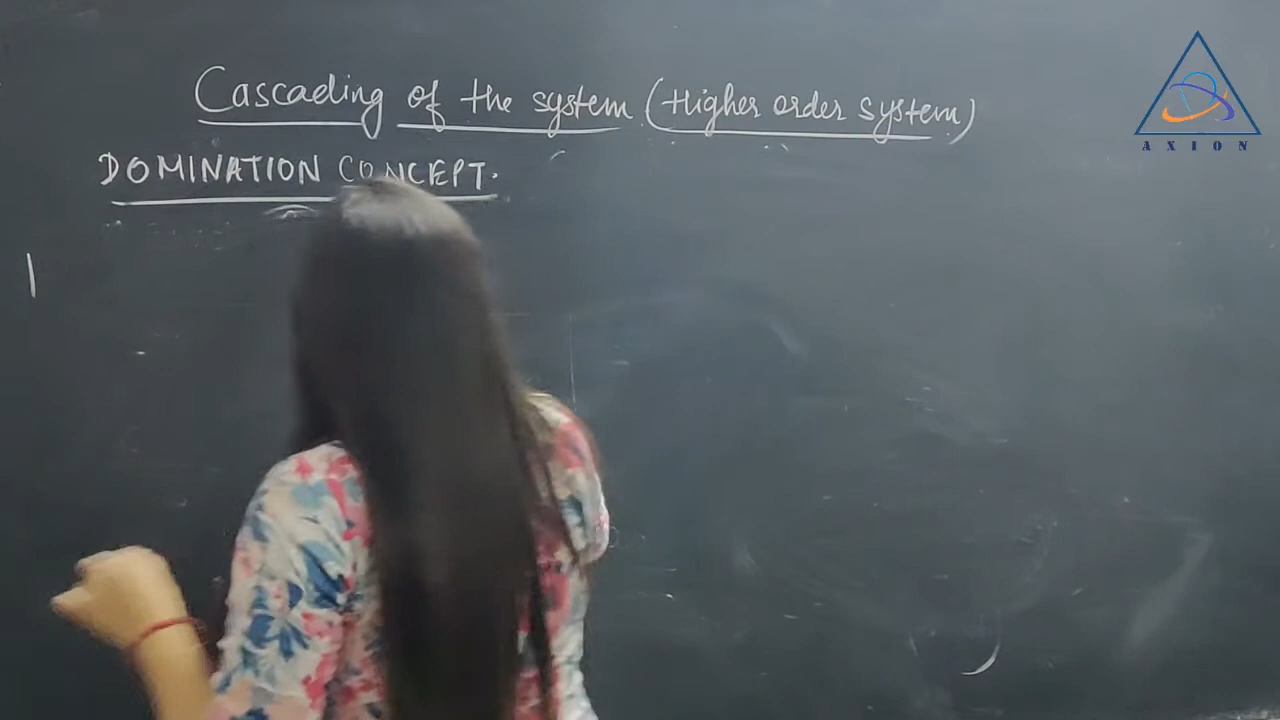 Cascading of the system (Higher order system)
DOMINATION CONCEPT.
AXION